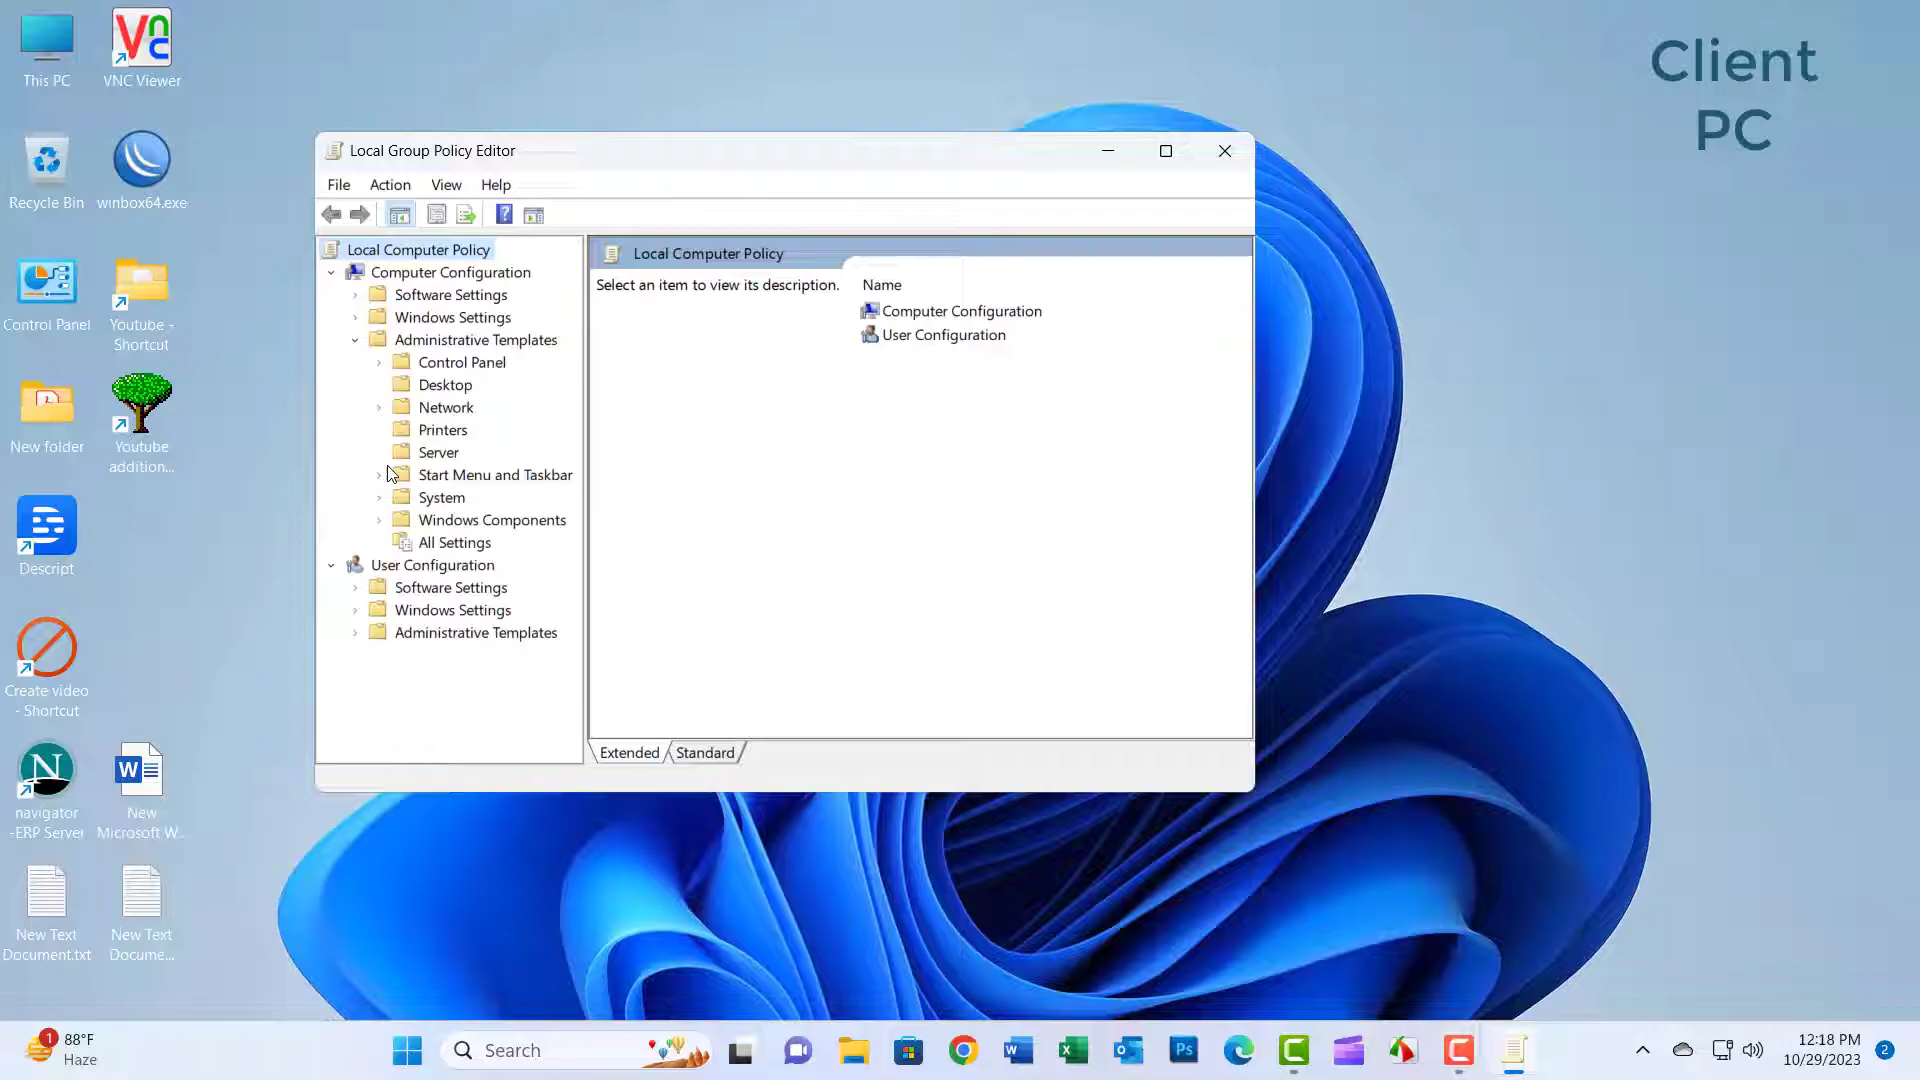 Client
PC
This PC
VNC Viewer
Recycle Bin
winbox64.exe
Control Panel
Youtube -
Shortcut
New folder
Youtube
addition...
Descript
Create video
- Shortcut
navigator
-ERP Server
New
Microsoft W...
New Text
Document.txt
New Text
Docume...
Local Group Policy Editor
File Action View Help
Local Computer Policy
Computer Configuration
Software Settings
Windows Settings
Administrative Templates
Control Panel
Desktop
Network
Printers
Server
Start Menu and Taskbar
System
Windows Components
All Settings
User Configuration
Software Settings
Windows Settings
Administrative Templates
Local Computer Policy
Select an item to view its description.
Name
Computer Configuration
User Configuration
Extended Standard
1
88°F
Haze
Search
Ps
12:18 PM
10/29/2023
2